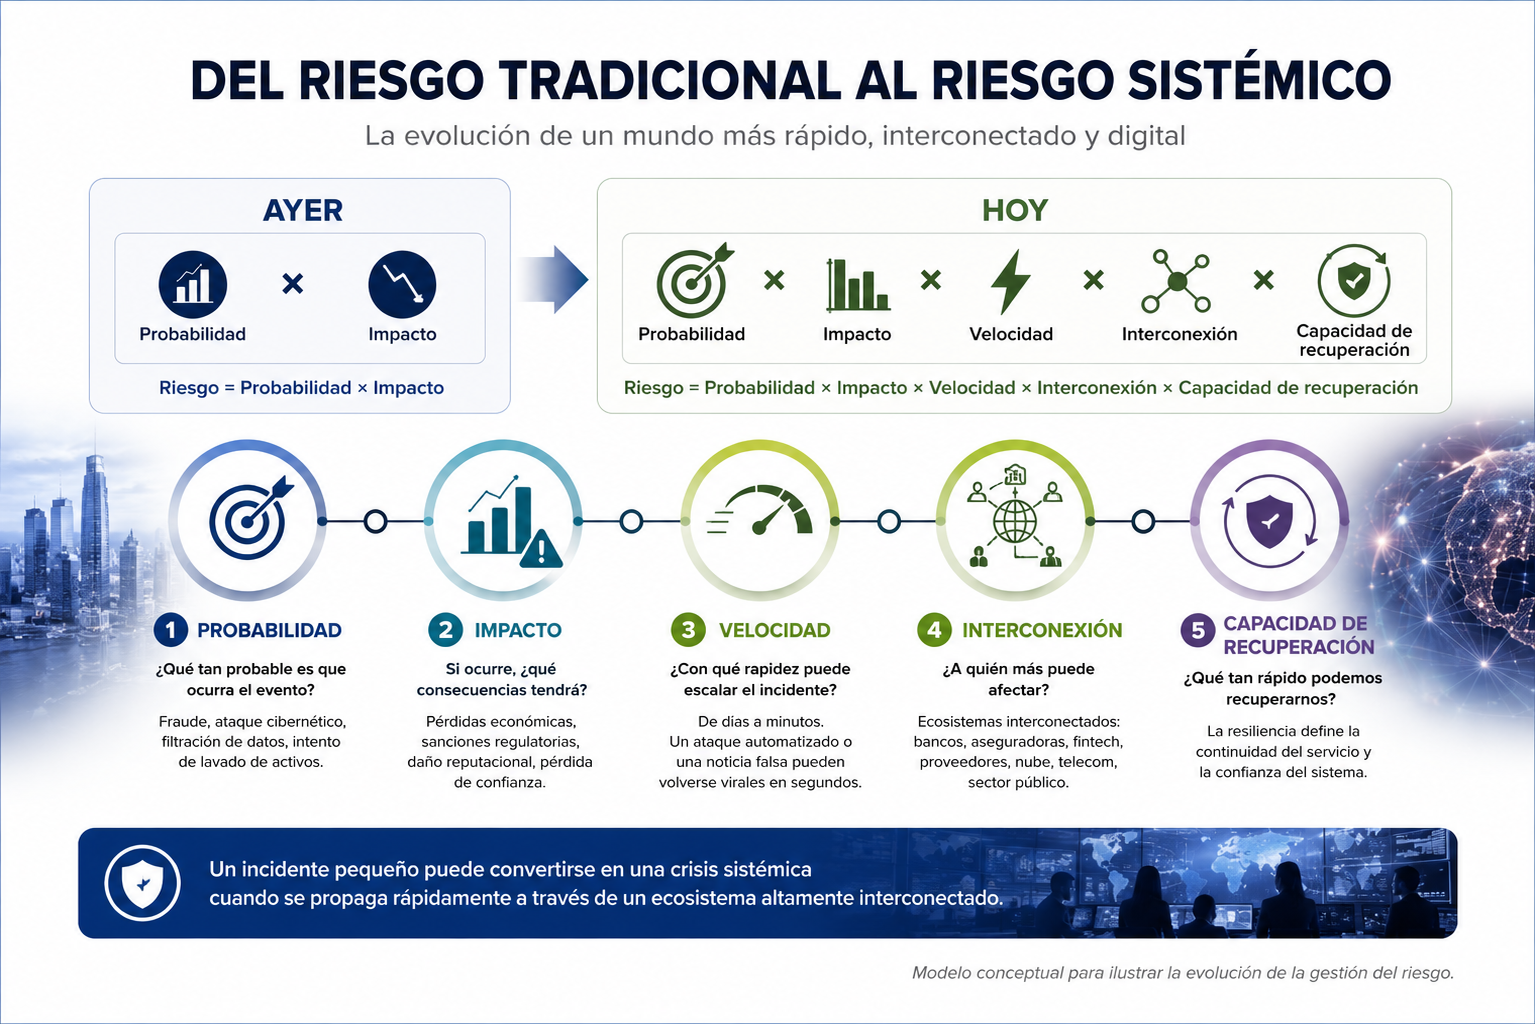 DEL RIESGO TRADICIONAL AL RIESGO SISTÉMICO
La evolución de un mundo más rápido, interconectado y digital
AYER
Probabilidad
×
Impacto
Riesgo = Probabilidad × Impacto
HOY
Probabilidad
×
Impacto
×
Velocidad
×
Interconexión
×
Capacidad de
recuperación
Riesgo = Probabilidad × Impacto × Velocidad × Interconexión × Capacidad de recuperación
1 PROBABILIDAD
¿Qué tan probable es que
ocurra el evento?
Fraude, ataque cibernético,
filtración de datos, intento
de lavado de activos.
2 IMPACTO
Si ocurre, ¿qué
consecuencias tendrá?
Pérdidas económicas,
sanciones regulatorias,
daño reputacional, pérdida
de confianza.
3 VELOCIDAD
¿Con qué rapidez puede
escalar el incidente?
De días a minutos.
Un ataque automatizado o
una noticia falsa pueden
volverse virales en segundos.
4 INTERCONEXIÓN
¿A quién más puede
afectar?
Ecosistemas interconectados:
bancos, aseguradoras, fintech,
proveedores, nube, telecom,
sector público.
5 CAPACIDAD DE
RECUPERACIÓN
¿Qué tan rápido podemos
recuperarnos?
La resiliencia define la
continuidad del servicio y
la confianza del sistema.
Un incidente pequeño puede convertirse en una crisis sistémica
cuando se propaga rápidamente a través de un ecosistema altamente interconectado.
Modelo conceptual para ilustrar la evolución de la gestión del riesgo.